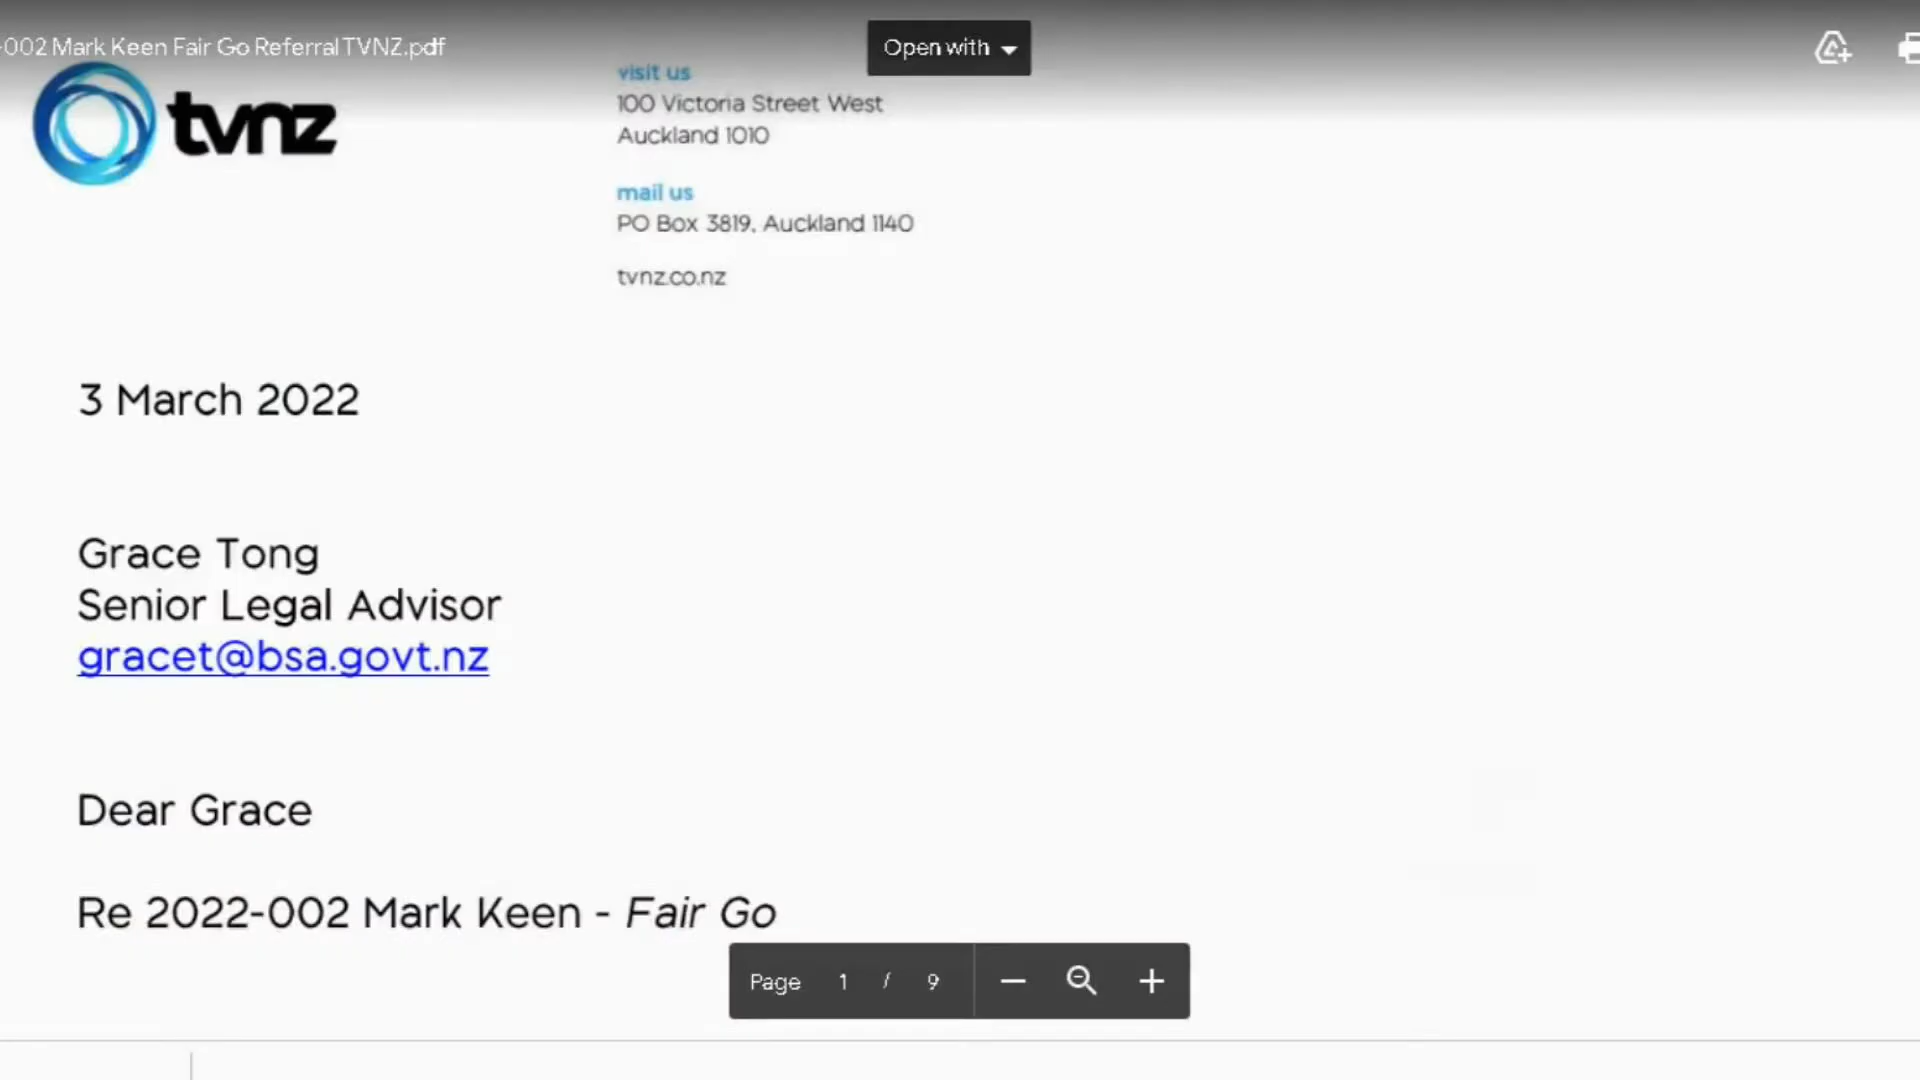 -002 Mark Keen Fair Go Referral TVNZ.pdf
Open with
tvnz
visit us
100 Victoria Street West
Auckland 1010
mail us
PO Box 3819, Auckland 1140
tvnz.co.nz
3 March 2022
Grace Tong
Senior Legal Advisor
gracet@bsa.govt.nz
Dear Grace
Re 2022-002 Mark Keen - Fair Go
Page 1 / 9